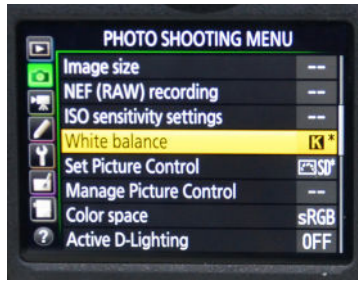 PHOTO SHOOTING MENU
Image size --
NEF (RAW) recording --
ISO sensitivity settings --
White balance K *
Set Picture Control SD*
Manage Picture Control --
Color space sRGB
Active D-Lighting OFF
?